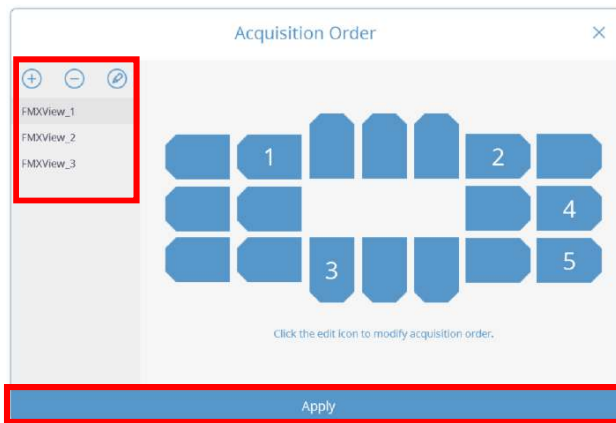 Acquisition Order
FMXView_1
FMXView_2
FMXView_3
1
2
4
3
5
Click the edit icon to modify acquisition order.
Apply